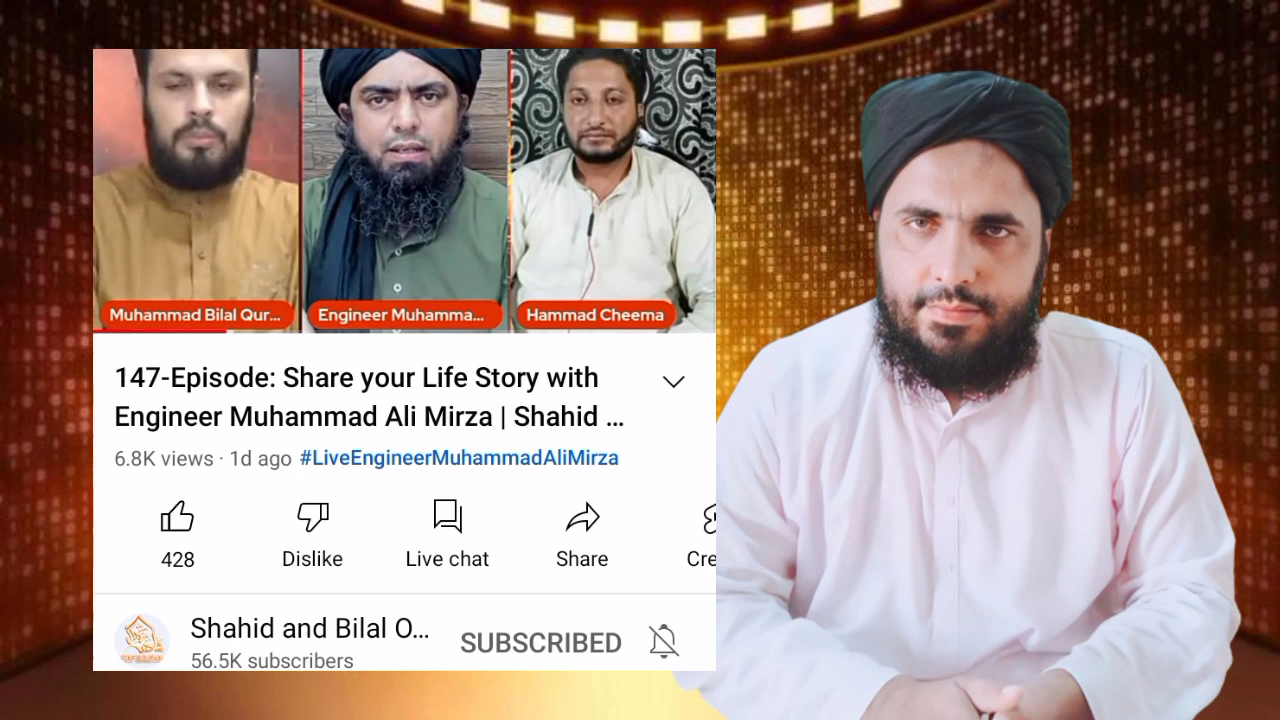 Muhammad Bilal Qur...
Engineer Muhamma...
Hammad Cheema
147-Episode: Share your Life Story with
Engineer Muhammad Ali Mirza | Shahid ...
6.8K views · 1d ago #LiveEngineerMuhammadAliMirza
428
Dislike
Live chat
Share
Cre
Shahid and Bilal O...
SUBSCRIBED
56.5K subscribers